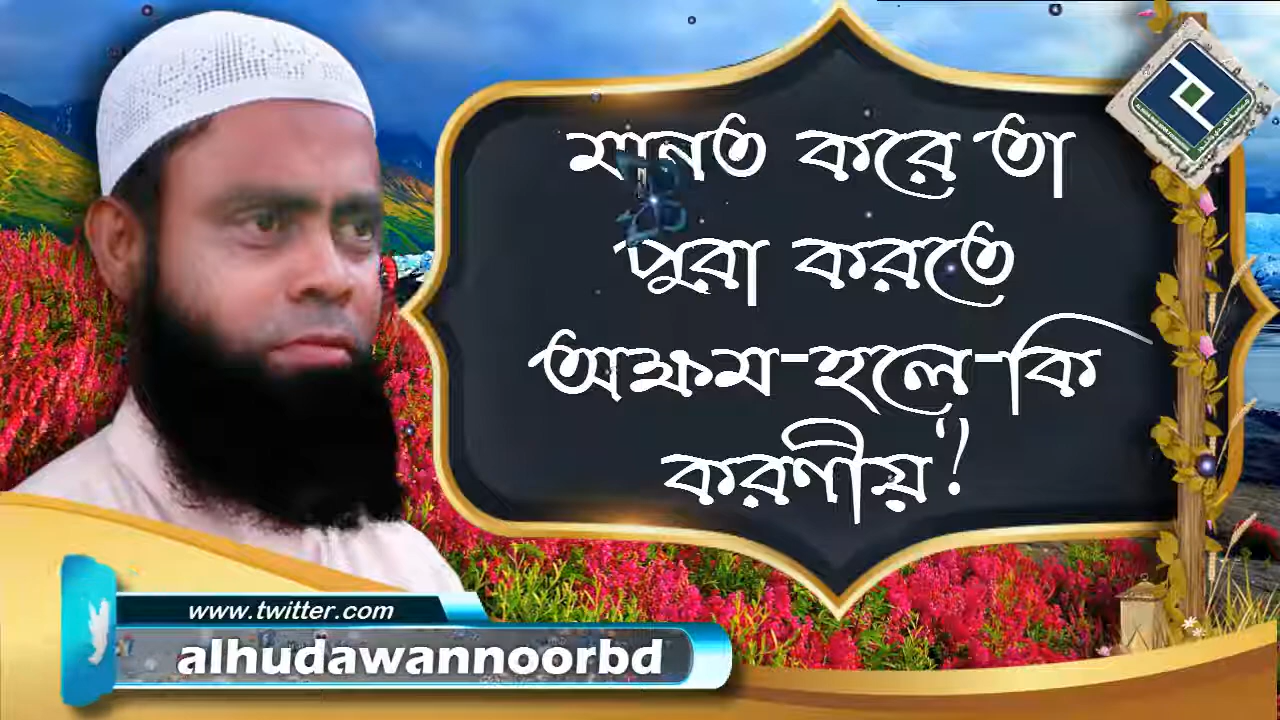 মানত করে তা
পুরা করতে
অক্ষম-হলে-কি
করণীয়?
www.twitter.com
alhudawannoorbd